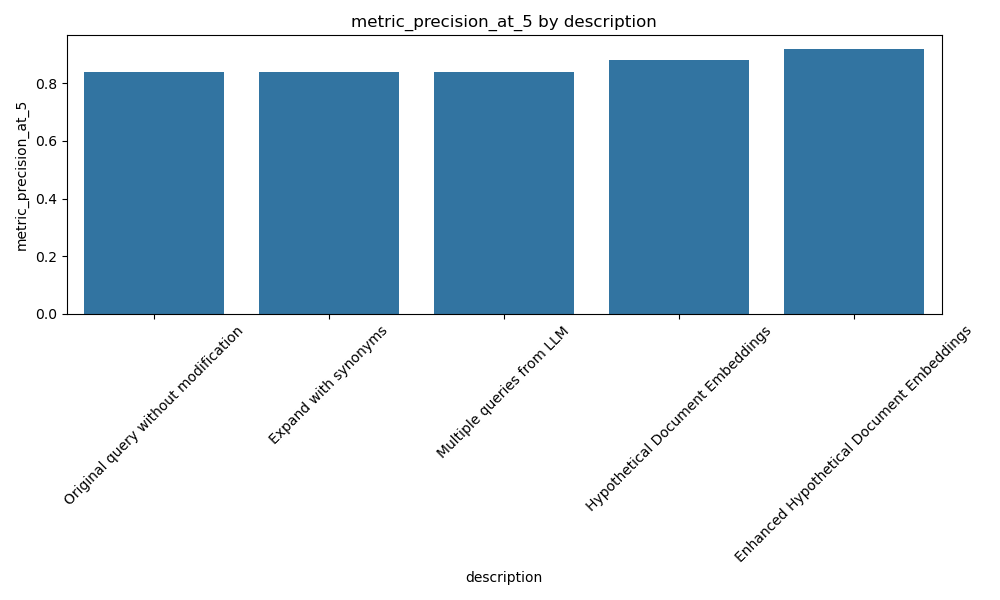 metric_precision_at_5 by description
metric_precision_at_5
0.8
0.6
0.4
0.2
0.0
Original query without modification
Expand with synonyms
Multiple queries from LLM
Hypothetical Document Embeddings
Enhanced Hypothetical Document Embeddings
description